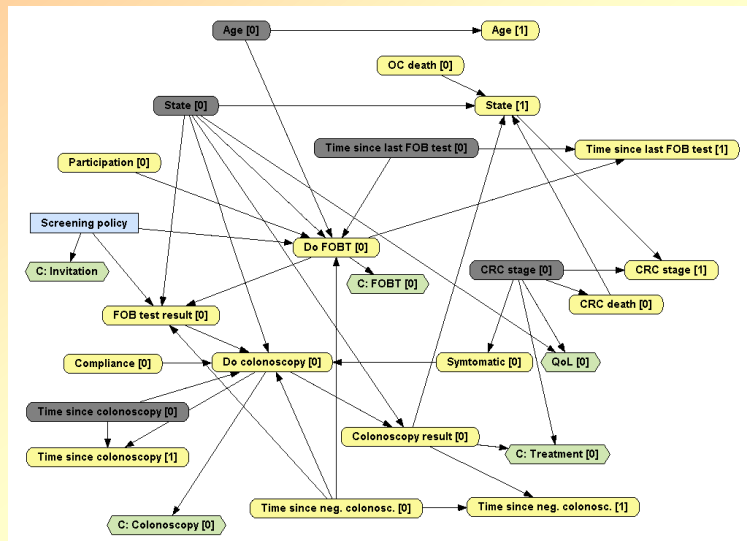 Age [0]
Age [1]
OC death [0]
State [0]
State [1]
Time since last FOB test [0]
Time since last FOB test [1]
Participation [0]
Screening policy
Do FOBT [0]
C: Invitation
C: FOBT [0]
CRC stage [0]
CRC stage [1]
CRC death [0]
FOB test result [0]
Compliance [0]
Do colonoscopy [0]
Symtomatic [0]
QoL [0]
Time since colonoscopy [0]
Colonoscopy result [0]
Time since colonoscopy [1]
C: Treatment [0]
Time since neg. colonosc. [0]
Time since neg. colonosc. [1]
C: Colonoscopy [0]